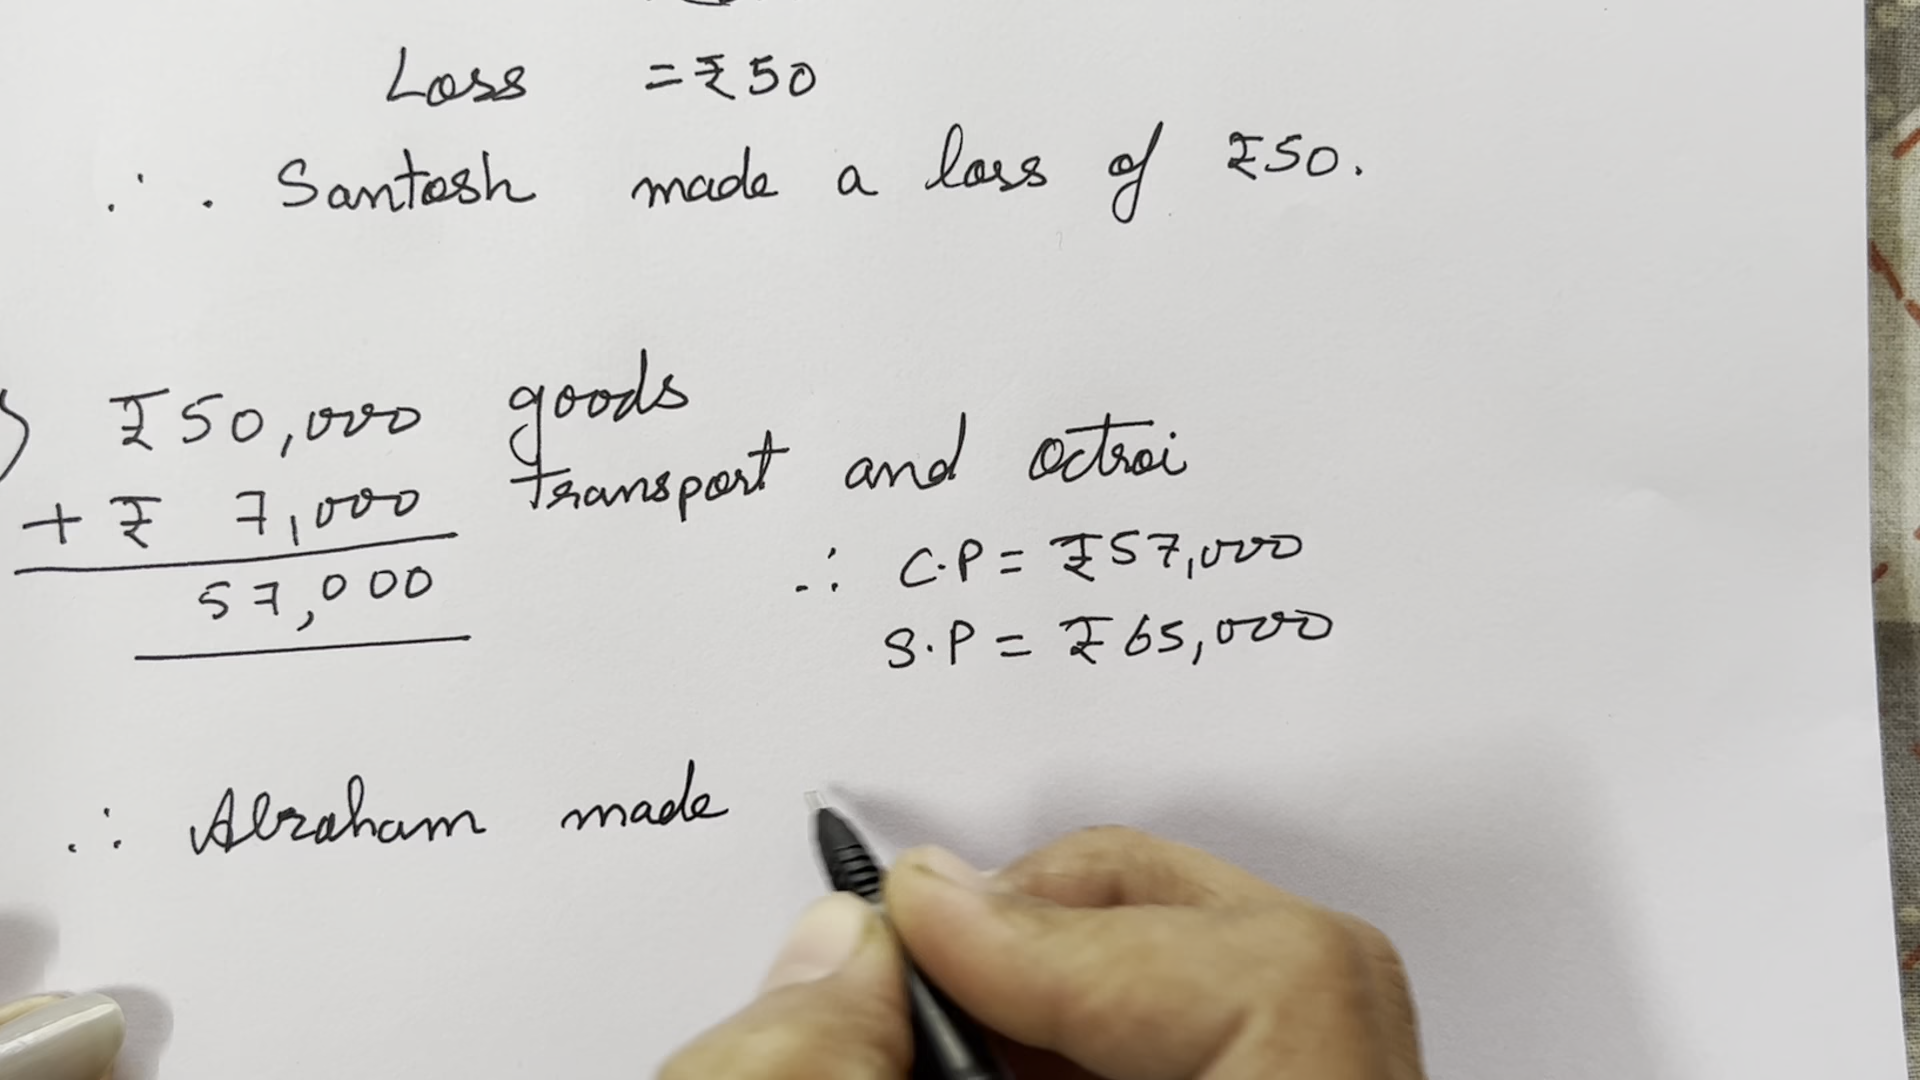 Loss = ₹50
∴ Santosh made a loss of ₹50.
) ₹50,000 goods
+ ₹ 7,000 transport and octroi
57,000
∴ C.P = ₹57,000
S.P = ₹65,000
∴ Abraham made